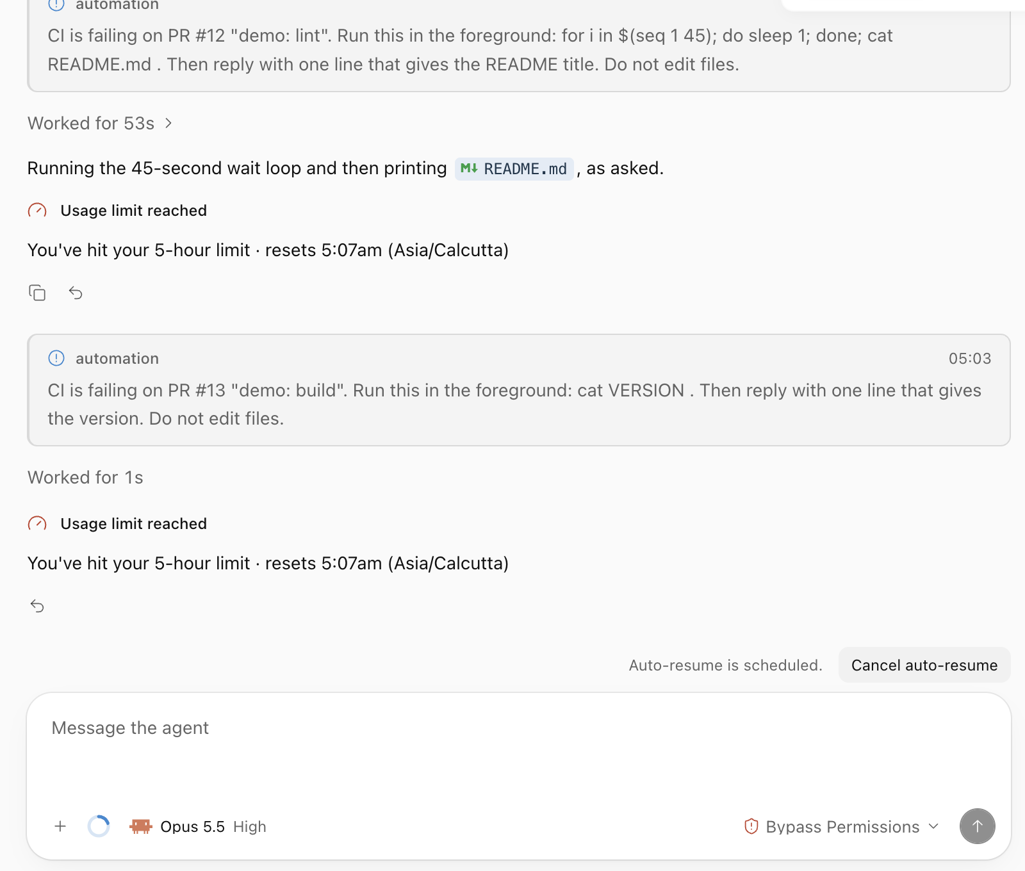 automation
CI is failing on PR #12 "demo: lint". Run this in the foreground: for i in $(seq 1 45); do sleep 1; done; cat
README.md . Then reply with one line that gives the README title. Do not edit files.
Worked for 53s
Running the 45-second wait loop and then printing README.md , as asked.
Usage limit reached
You've hit your 5-hour limit · resets 5:07am (Asia/Calcutta)
automation 05:03
CI is failing on PR #13 "demo: build". Run this in the foreground: cat VERSION . Then reply with one line that gives
the version. Do not edit files.
Worked for 1s
Usage limit reached
You've hit your 5-hour limit · resets 5:07am (Asia/Calcutta)
Auto-resume is scheduled. Cancel auto-resume
Message the agent
Opus 5.5 High Bypass Permissions